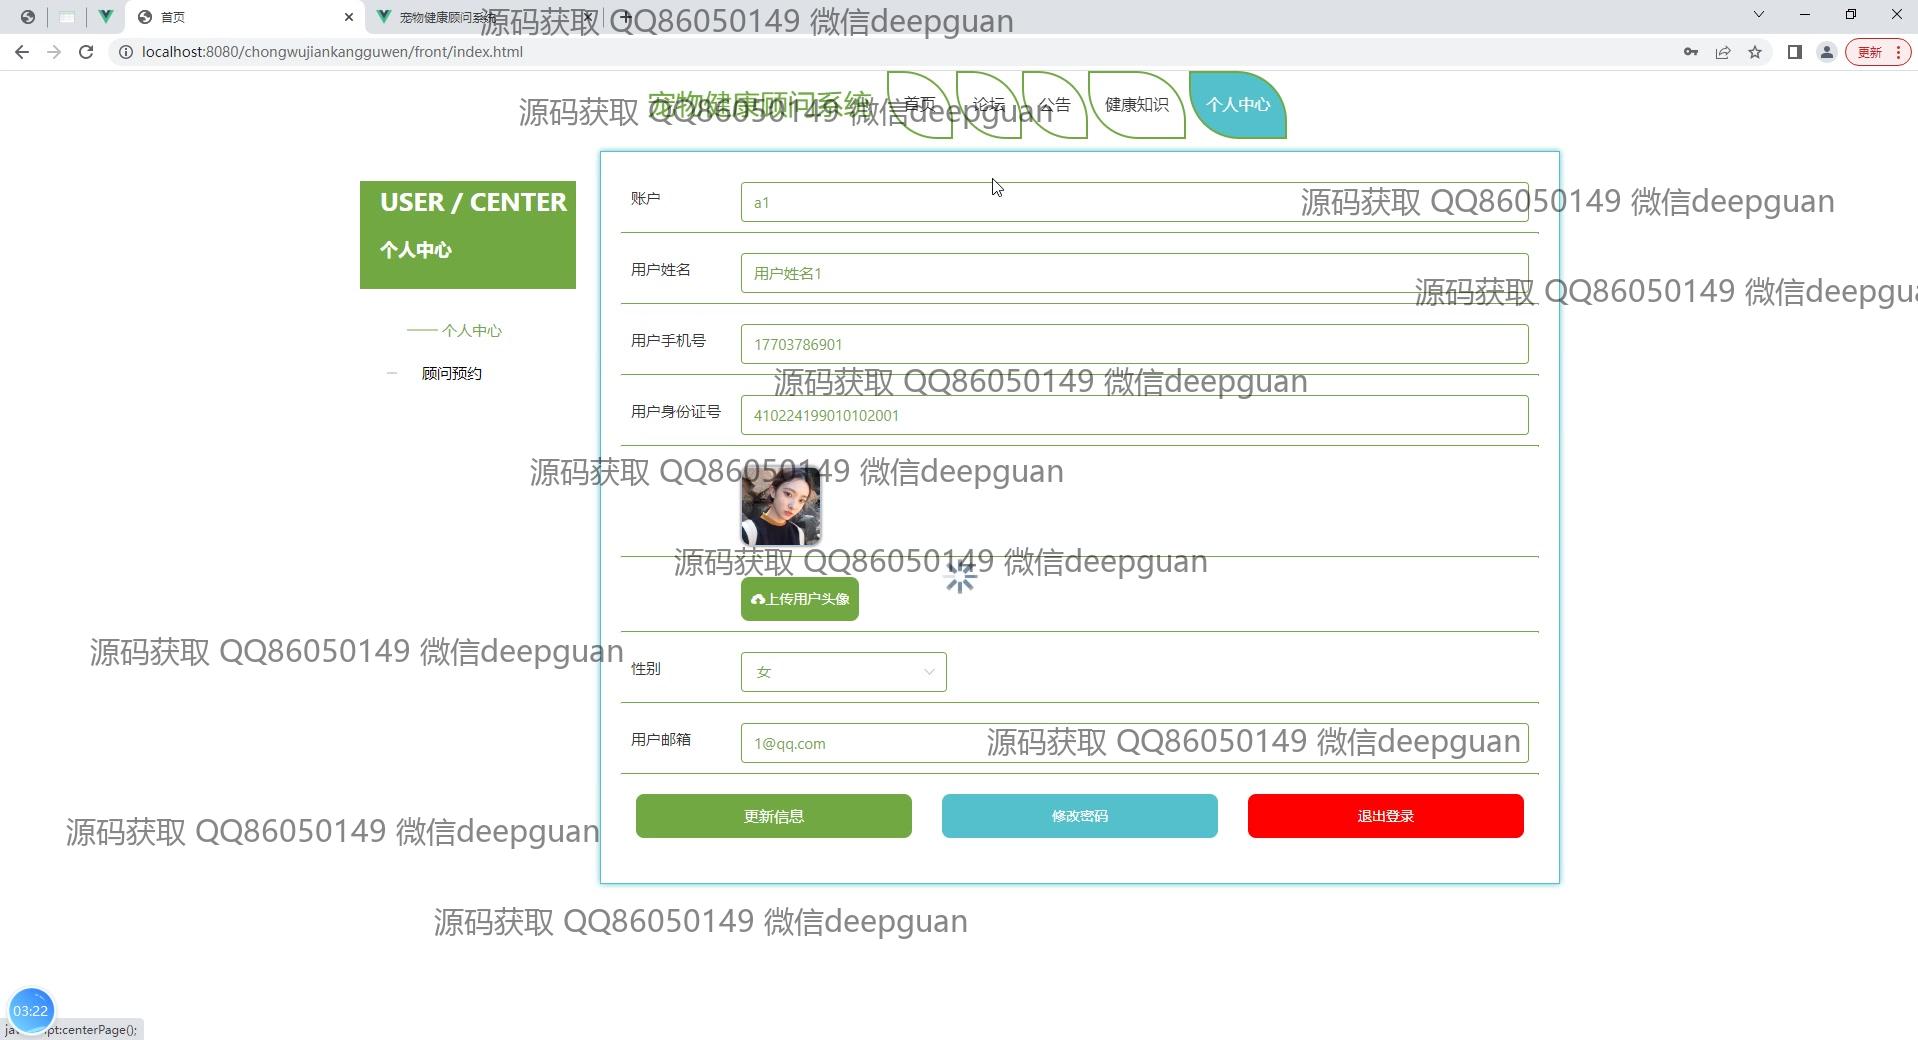 首页
宠物健康顾问系统
源码获取 QQ86050149 微信deepguan
localhost:8080/chongwujiankangguwen/front/index.html
更新
宠物健康顾问系统
首页
论坛
公告
健康知识
个人中心
源码获取 QQ86050149 微信deepguan
USER / CENTER
个人中心
个人中心
顾问预约
账户
a1
源码获取 QQ86050149 微信deepguan
用户姓名
用户姓名1
源码获取 QQ86050149 微信deepgua
用户手机号
17703786901
源码获取 QQ86050149 微信deepguan
用户身份证号
410224199010102001
源码获取 QQ86050149 微信deepguan
源码获取 QQ86050149 微信deepguan
上传用户头像
源码获取 QQ86050149 微信deepguan
性别
女
用户邮箱
1@qq.com
源码获取 QQ86050149 微信deepguan
更新信息
修改密码
退出登录
源码获取 QQ86050149 微信deepguan
源码获取 QQ86050149 微信deepguan
03:22
pt:centerPage();